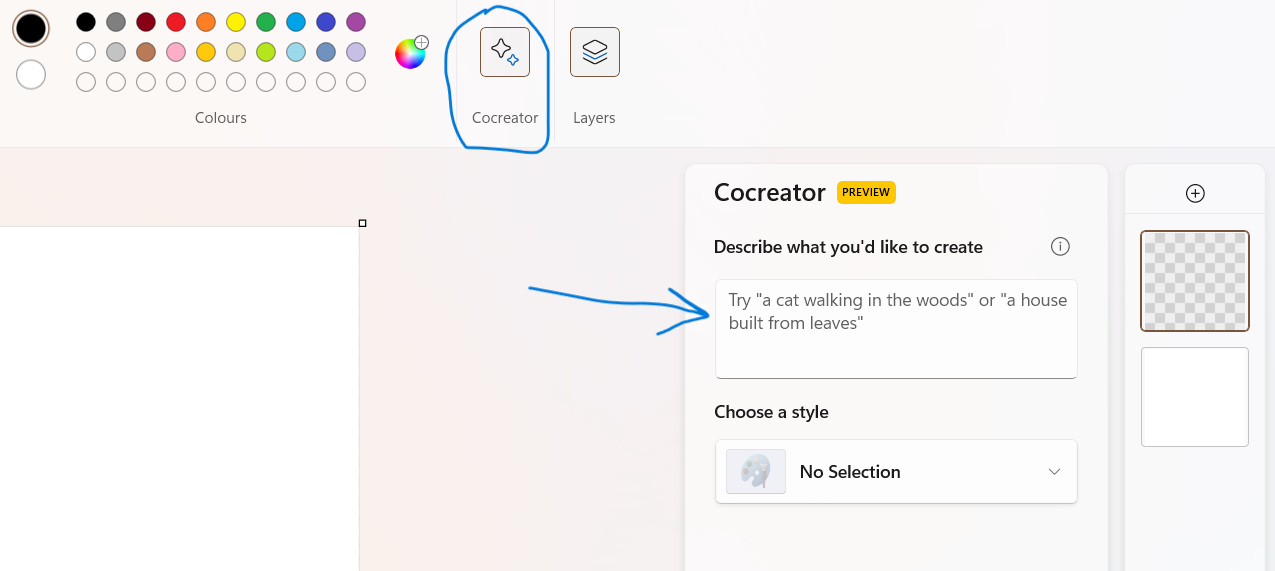 Colours
Cocreator
Layers
Cocreator PREVIEW
Describe what you'd like to create
Try "a cat walking in the woods" or "a house
built from leaves"
Choose a style
No Selection